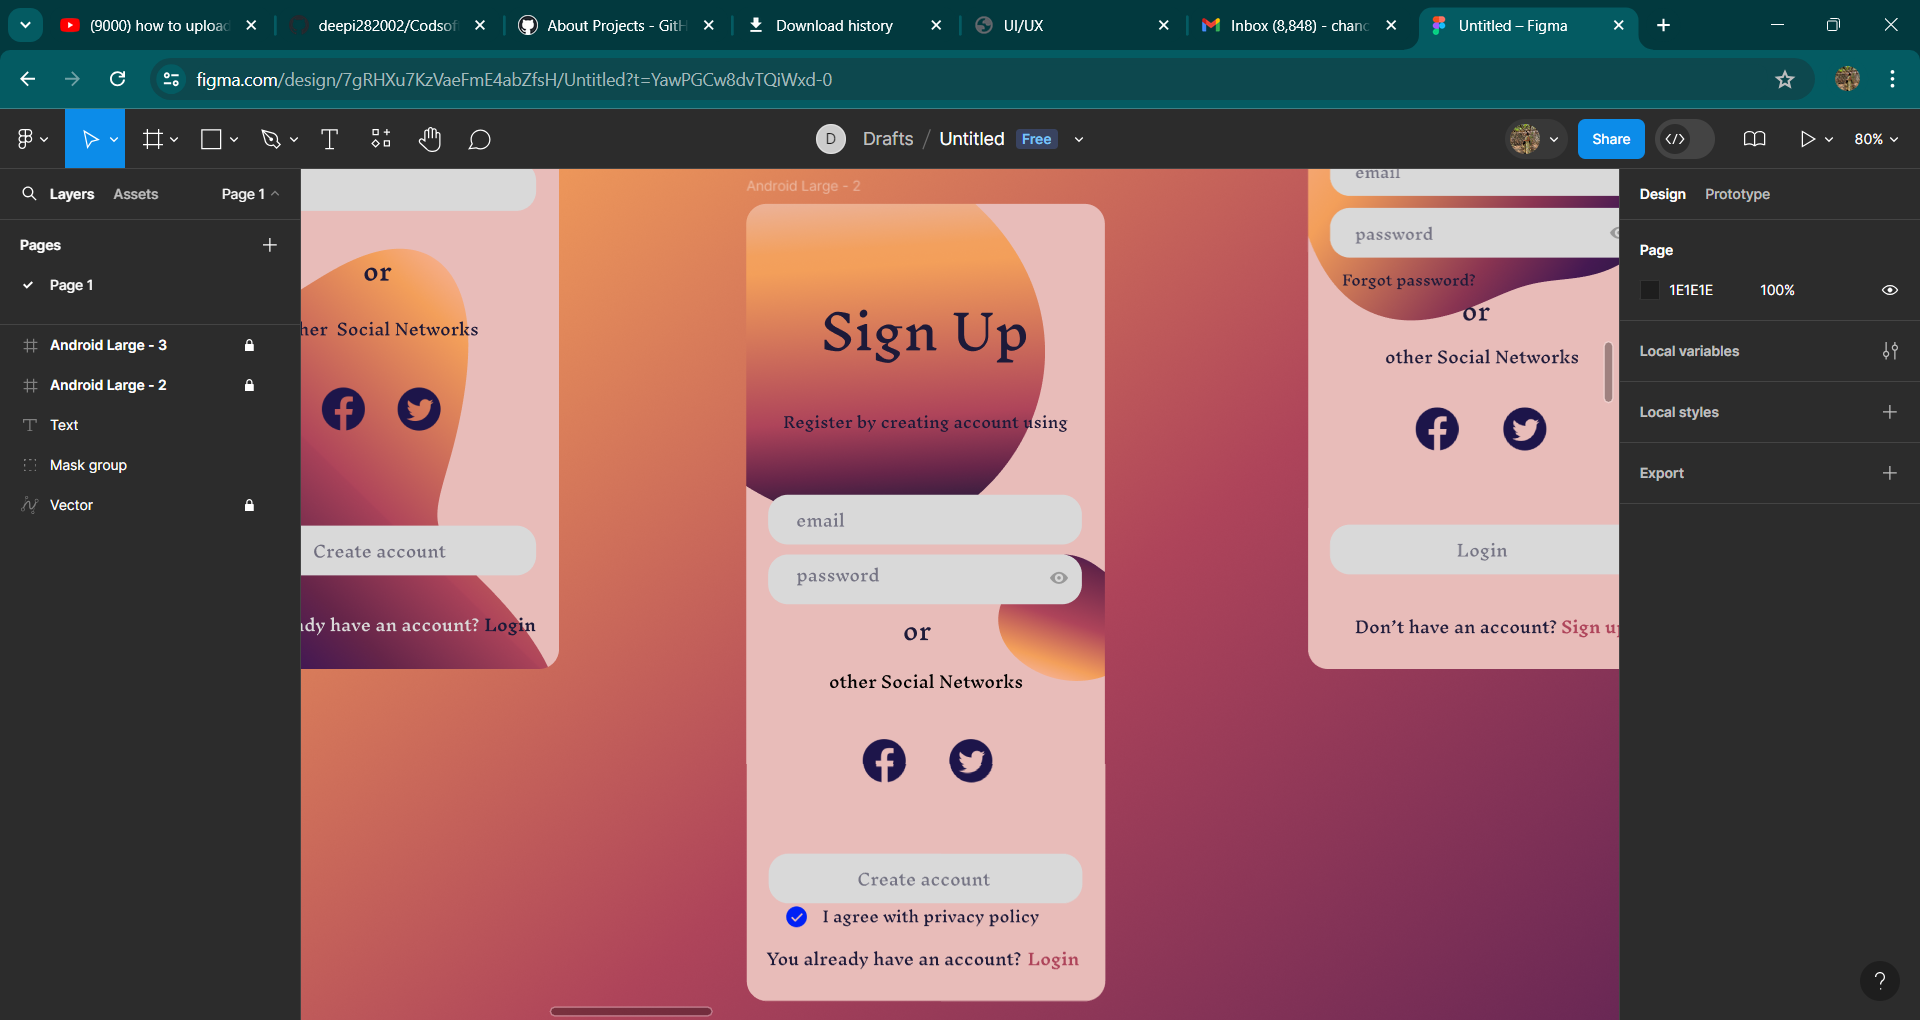 (9000) how to upload
deepi282002/Codsof
About Projects - GitH
Download history
UI/UX
Inbox (8,848) - chanc
Untitled – Figma
figma.com/design/7gRHXu7KzVaeFmE4abZfsH/Untitled?t=YawPGCw8dvTQiWxd-0
D
Drafts / Untitled Free
Share
80%
Layers
Assets
Page 1
Pages
Page 1
Android Large - 3
Android Large - 2
Text
Mask group
Vector
or
her Social Networks
Create account
dy have an account? Login
Android Large - 2
Sign Up
Register by creating account using
email
password
or
other Social Networks
Create account
I agree with privacy policy
You already have an account? Login
email
password
Forgot password?
or
other Social Networks
Login
Don't have an account? Sign up
Design
Prototype
Page
1E1E1E
100%
Local variables
Local styles
Export
?